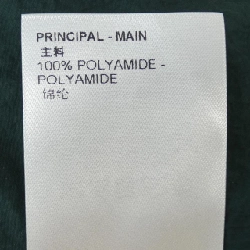 PRINCIPAL - MAIN
主料
100% POLYAMIDE -
POLYAMIDE
锦纶